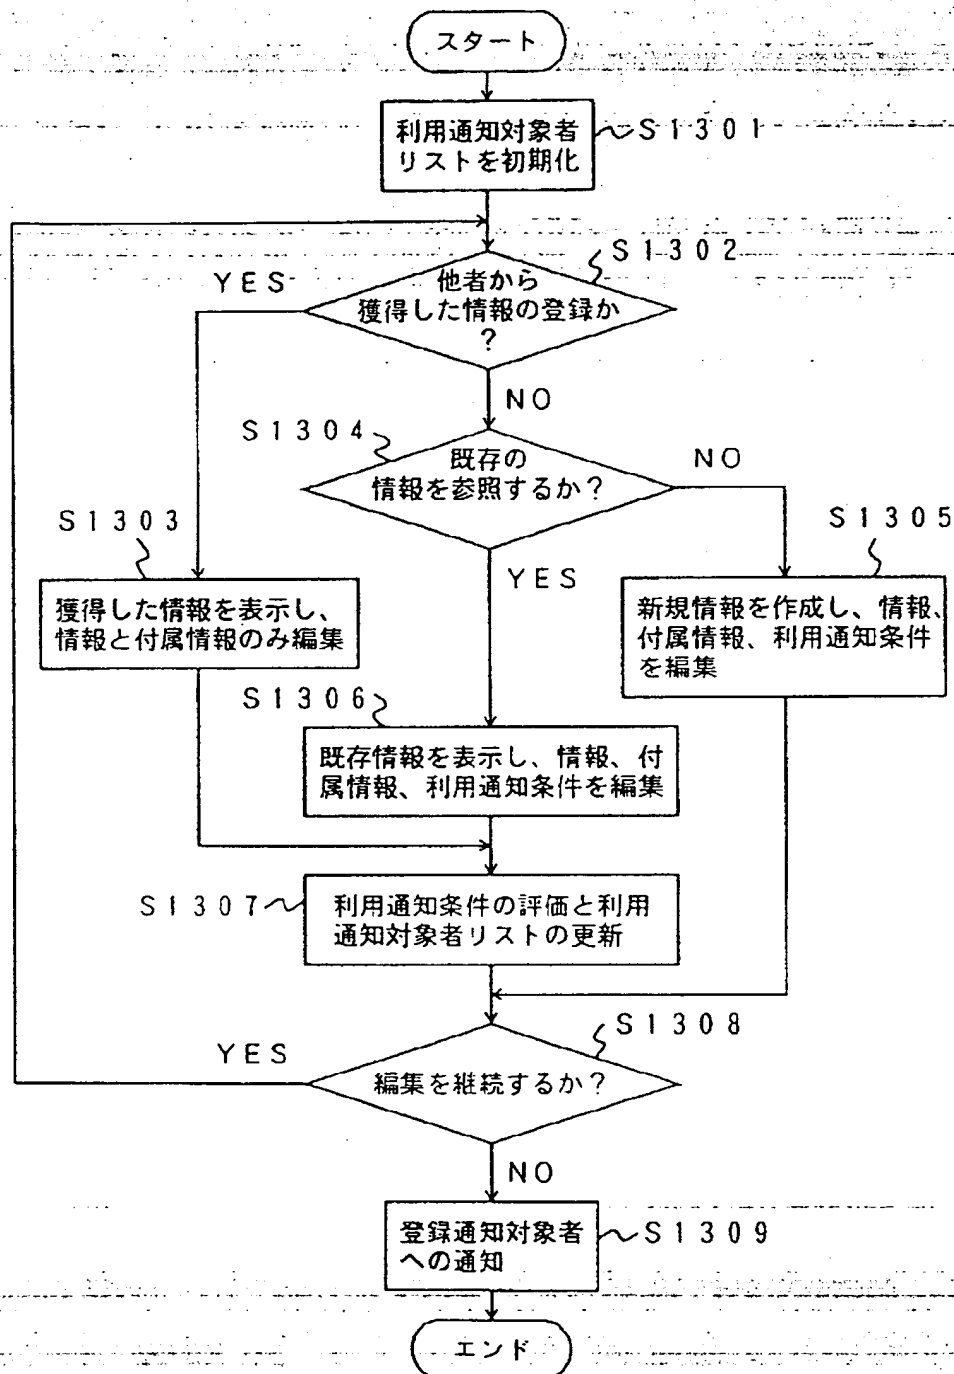 スタート
利用通知対象者
リストを初期化
S1301
S1302
YES
他者から
獲得した情報の登録か
?
NO
S1304
既存の
情報を参照するか?
NO
S1303
S1305
YES
獲得した情報を表示し、
情報と付属情報のみ編集
新規情報を作成し、情報、
付属情報、利用通知条件
を編集
S1306
既存情報を表示し、情報、付
属情報、利用通知条件を編集
S1307
利用通知条件の評価と利用
通知対象者リストの更新
S1308
YES
編集を継続するか?
NO
登録通知対象者
への通知
S1309
エンド